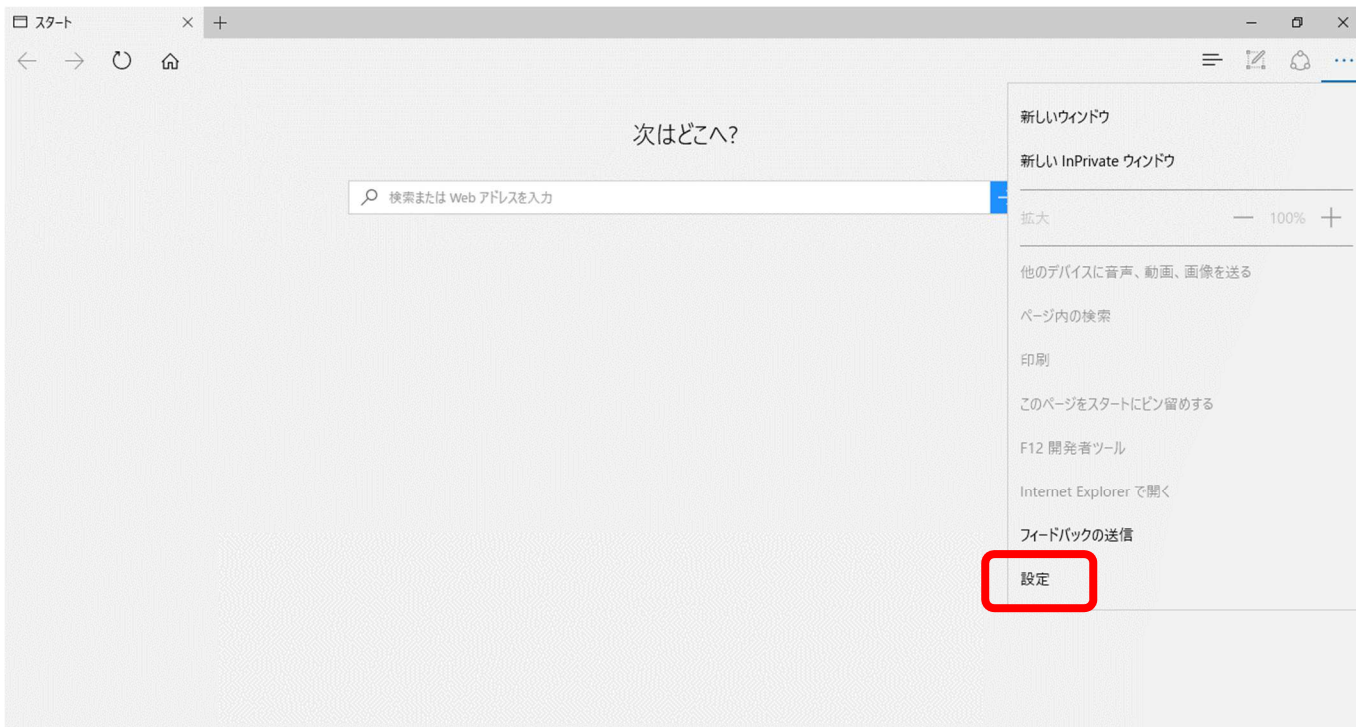 スタート
次はどこへ?
検索または Web アドレスを入力
新しいウィンドウ
新しい InPrivate ウィンドウ
拡大 100%
他のデバイスに音声、動画、画像を送る
ページ内の検索
印刷
このページをスタートにピン留めする
F12 開発者ツール
Internet Explorer で開く
フィードバックの送信
設定